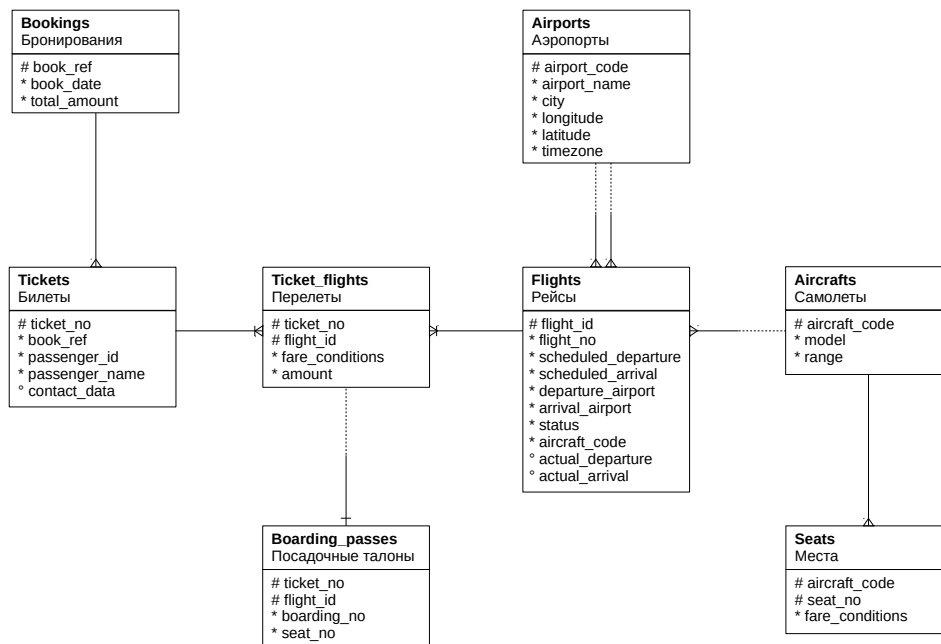 Bookings
Бронирования
# book_ref
* book_date
* total_amount
Airports
Аэропорты
# airport_code
* airport_name
* city
* longitude
* latitude
* timezone
Tickets
Билеты
# ticket_no
* book_ref
* passenger_id
* passenger_name
° contact_data
Ticket_flights
Перелеты
# ticket_no
# flight_id
* fare_conditions
* amount
Flights
Рейсы
# flight_id
* flight_no
* scheduled_departure
* scheduled_arrival
* departure_airport
* arrival_airport
* status
* aircraft_code
° actual_departure
° actual_arrival
Aircrafts
Самолеты
# aircraft_code
* model
* range
Boarding_passes
Посадочные талоны
# ticket_no
# flight_id
* boarding_no
* seat_no
Seats
Места
# aircraft_code
# seat_no
* fare_conditions